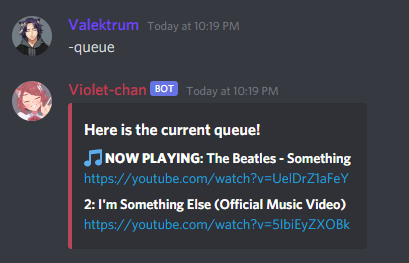 Valektrum Today at 10:19 PM
-queue
Violet-chan BOT Today at 10:19 PM
Here is the current queue!
🎵 NOW PLAYING: The Beatles - Something
https://youtube.com/watch?v=UelDrZ1aFeY
2: I'm Something Else (Official Music Video)
https://youtube.com/watch?v=5lbiEyZXOBk